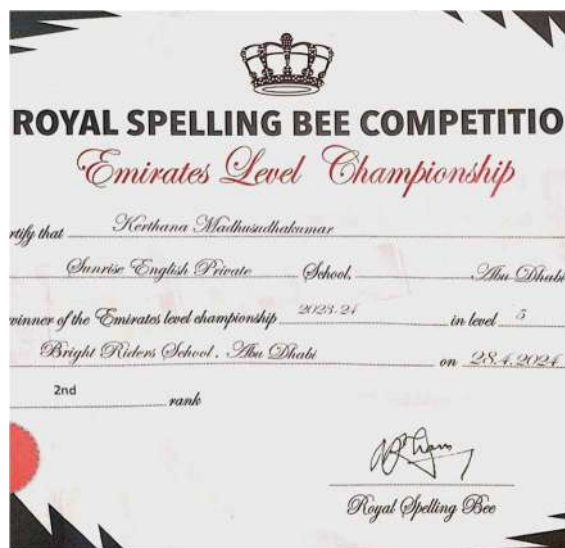 ROYAL SPELLING BEE COMPETITIO
Emirates Level Championship
rtify that Kerthana Madhusudhakumar
Sunrise English Private School, Abu Dhabi
winner of the Emirates level championship 2023-24 in level 5
Bright Riders School, Abu Dhabi on 28.4.2024
2nd rank
Royal Spelling Bee